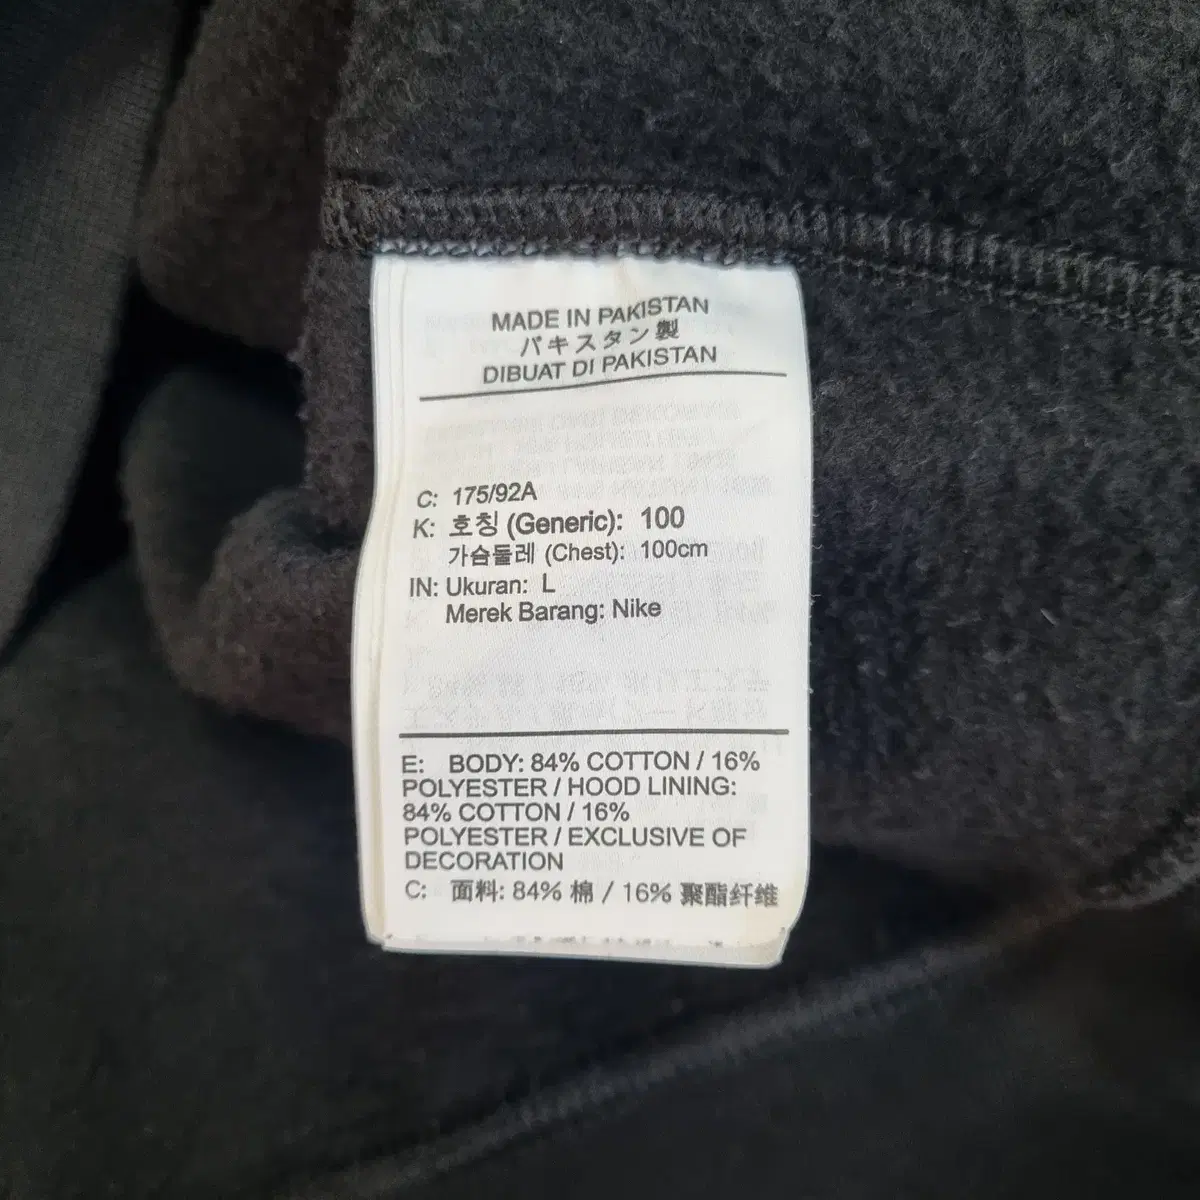 MADE IN PAKISTAN
パキスタン製
DIBUAT DI PAKISTAN
C: 175/92A
K: 호칭 (Generic): 100
가슴둘레 (Chest): 100cm
IN: Ukuran: L
Merek Barang: Nike
E: BODY: 84% COTTON / 16%
POLYESTER / HOOD LINING:
84% COTTON / 16%
POLYESTER / EXCLUSIVE OF
DECORATION
C: 面料: 84% 棉 / 16% 聚酯纤维